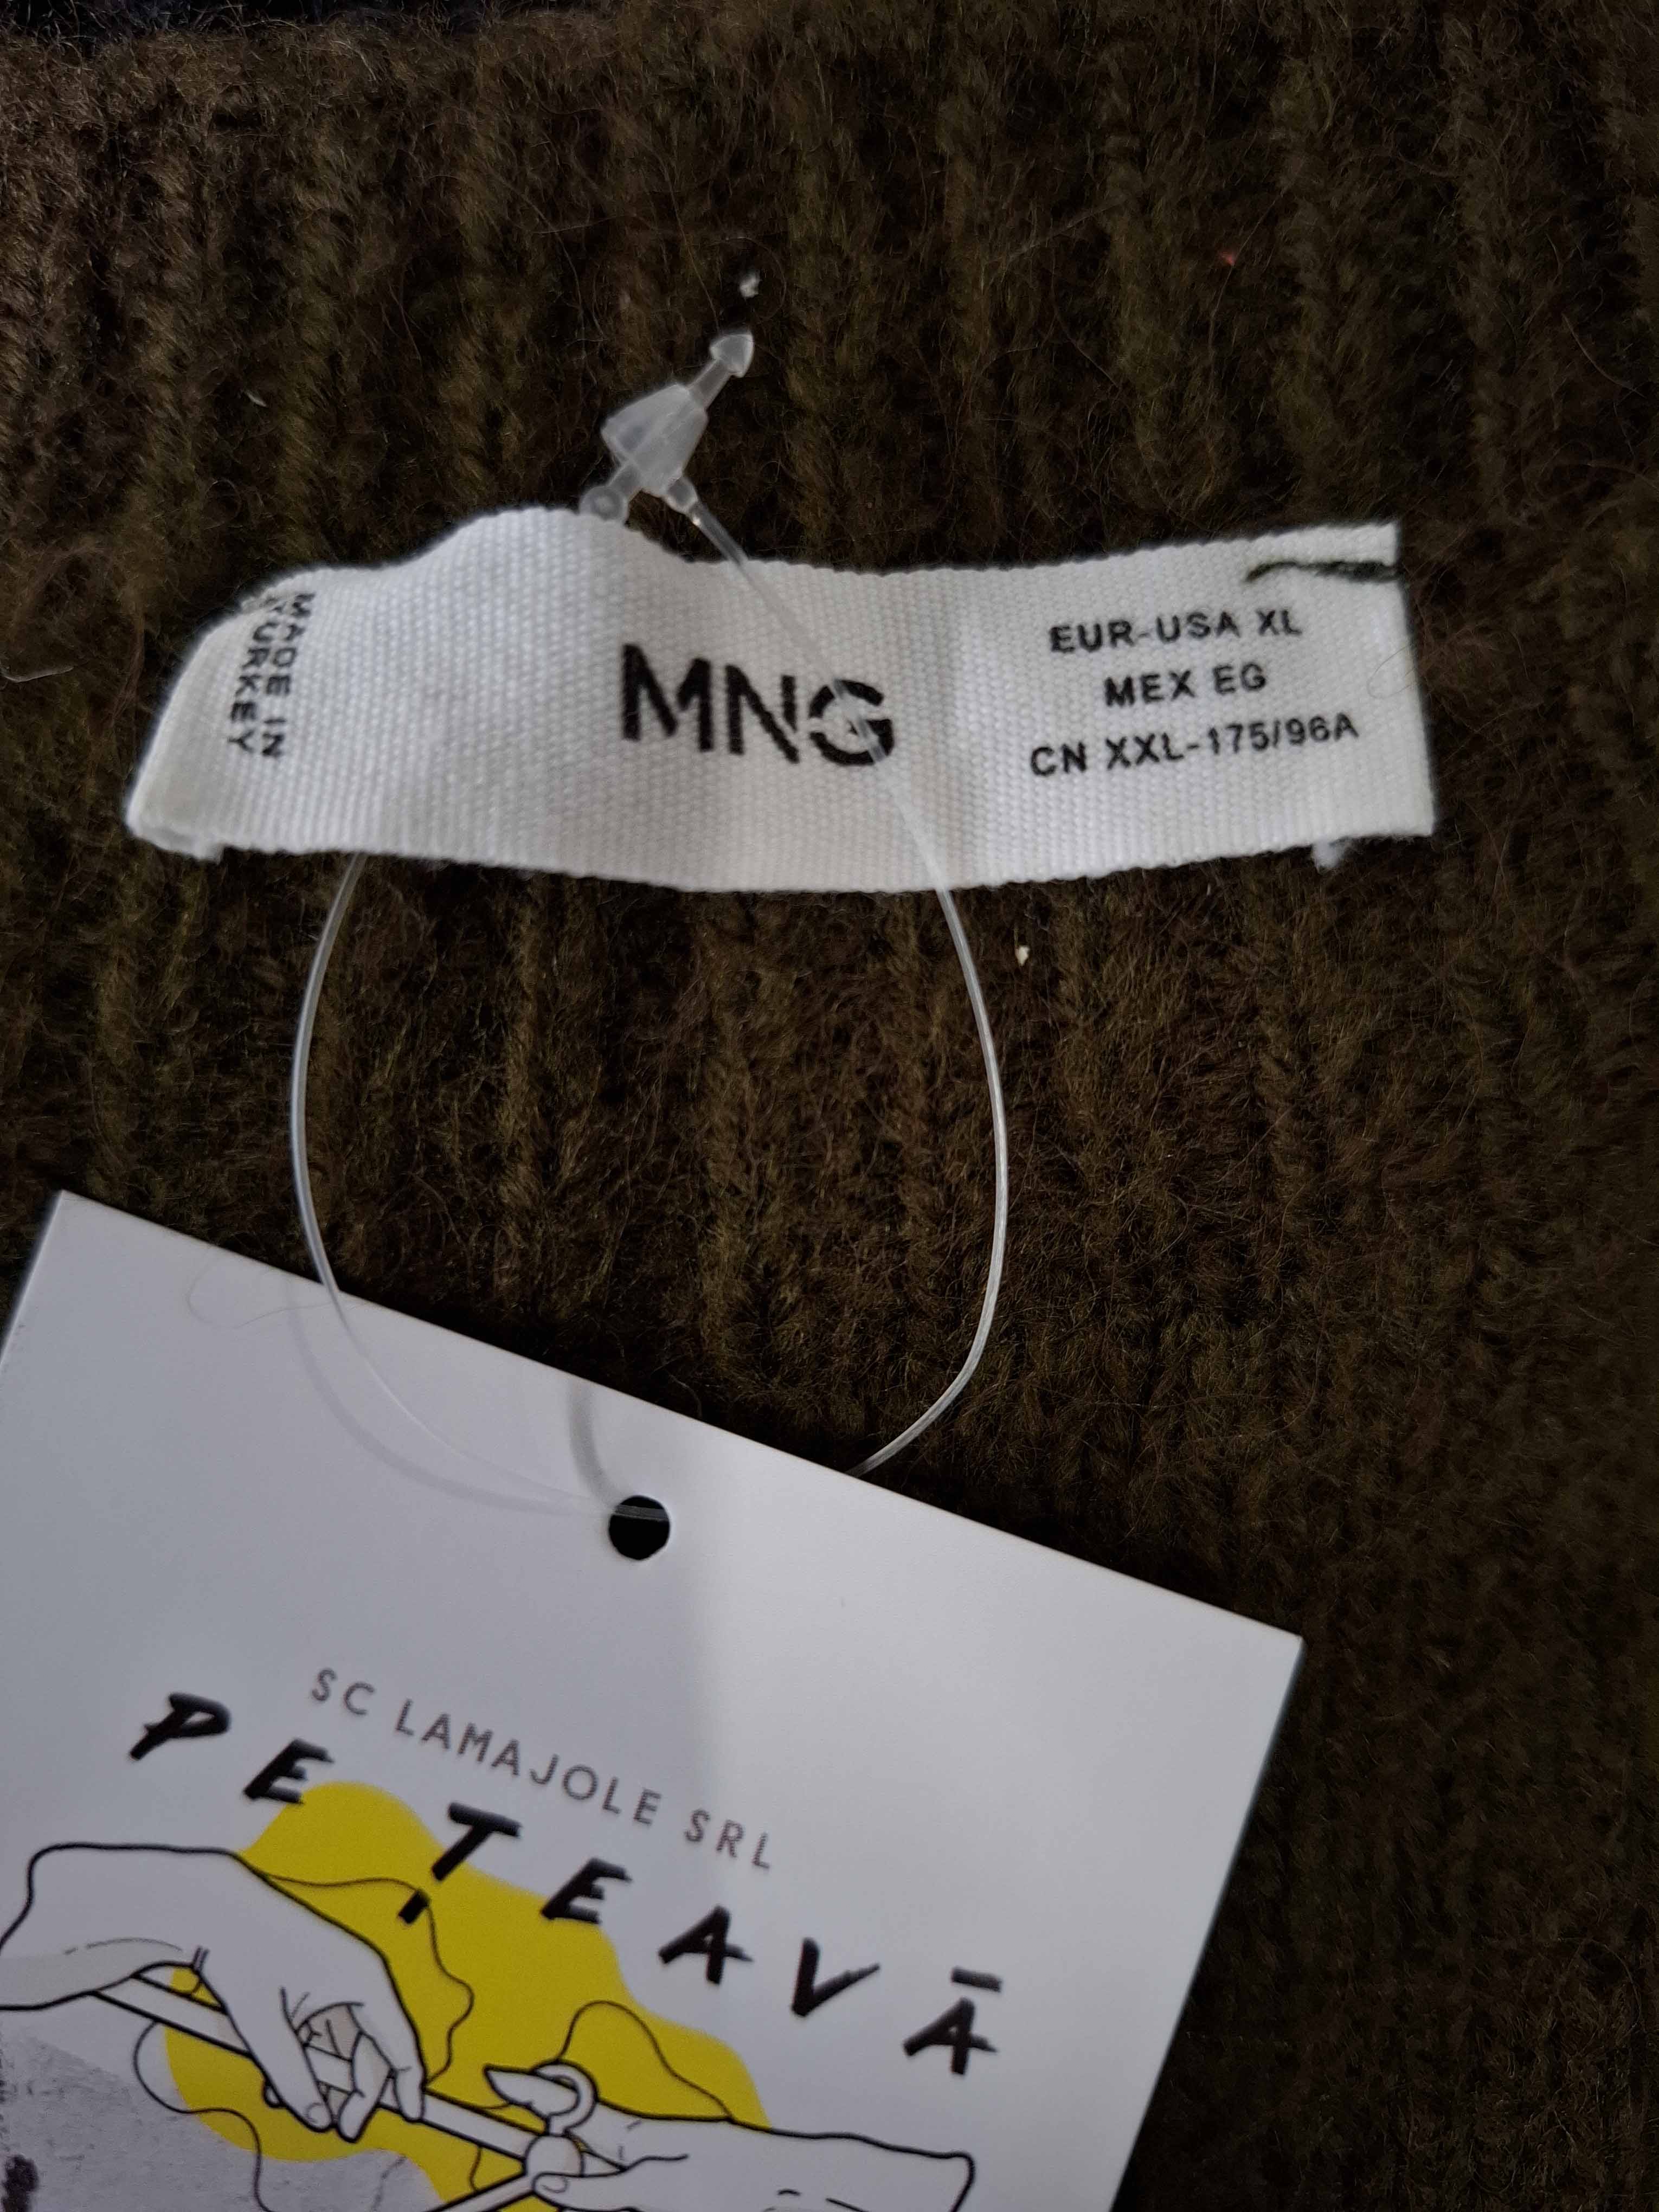 MADE IN
TURKEY
MNG
EUR-USA XL
MEX EG
CN XXL-175/96A
SC LAMAJOLE SRL
PE ȚEAVĂ